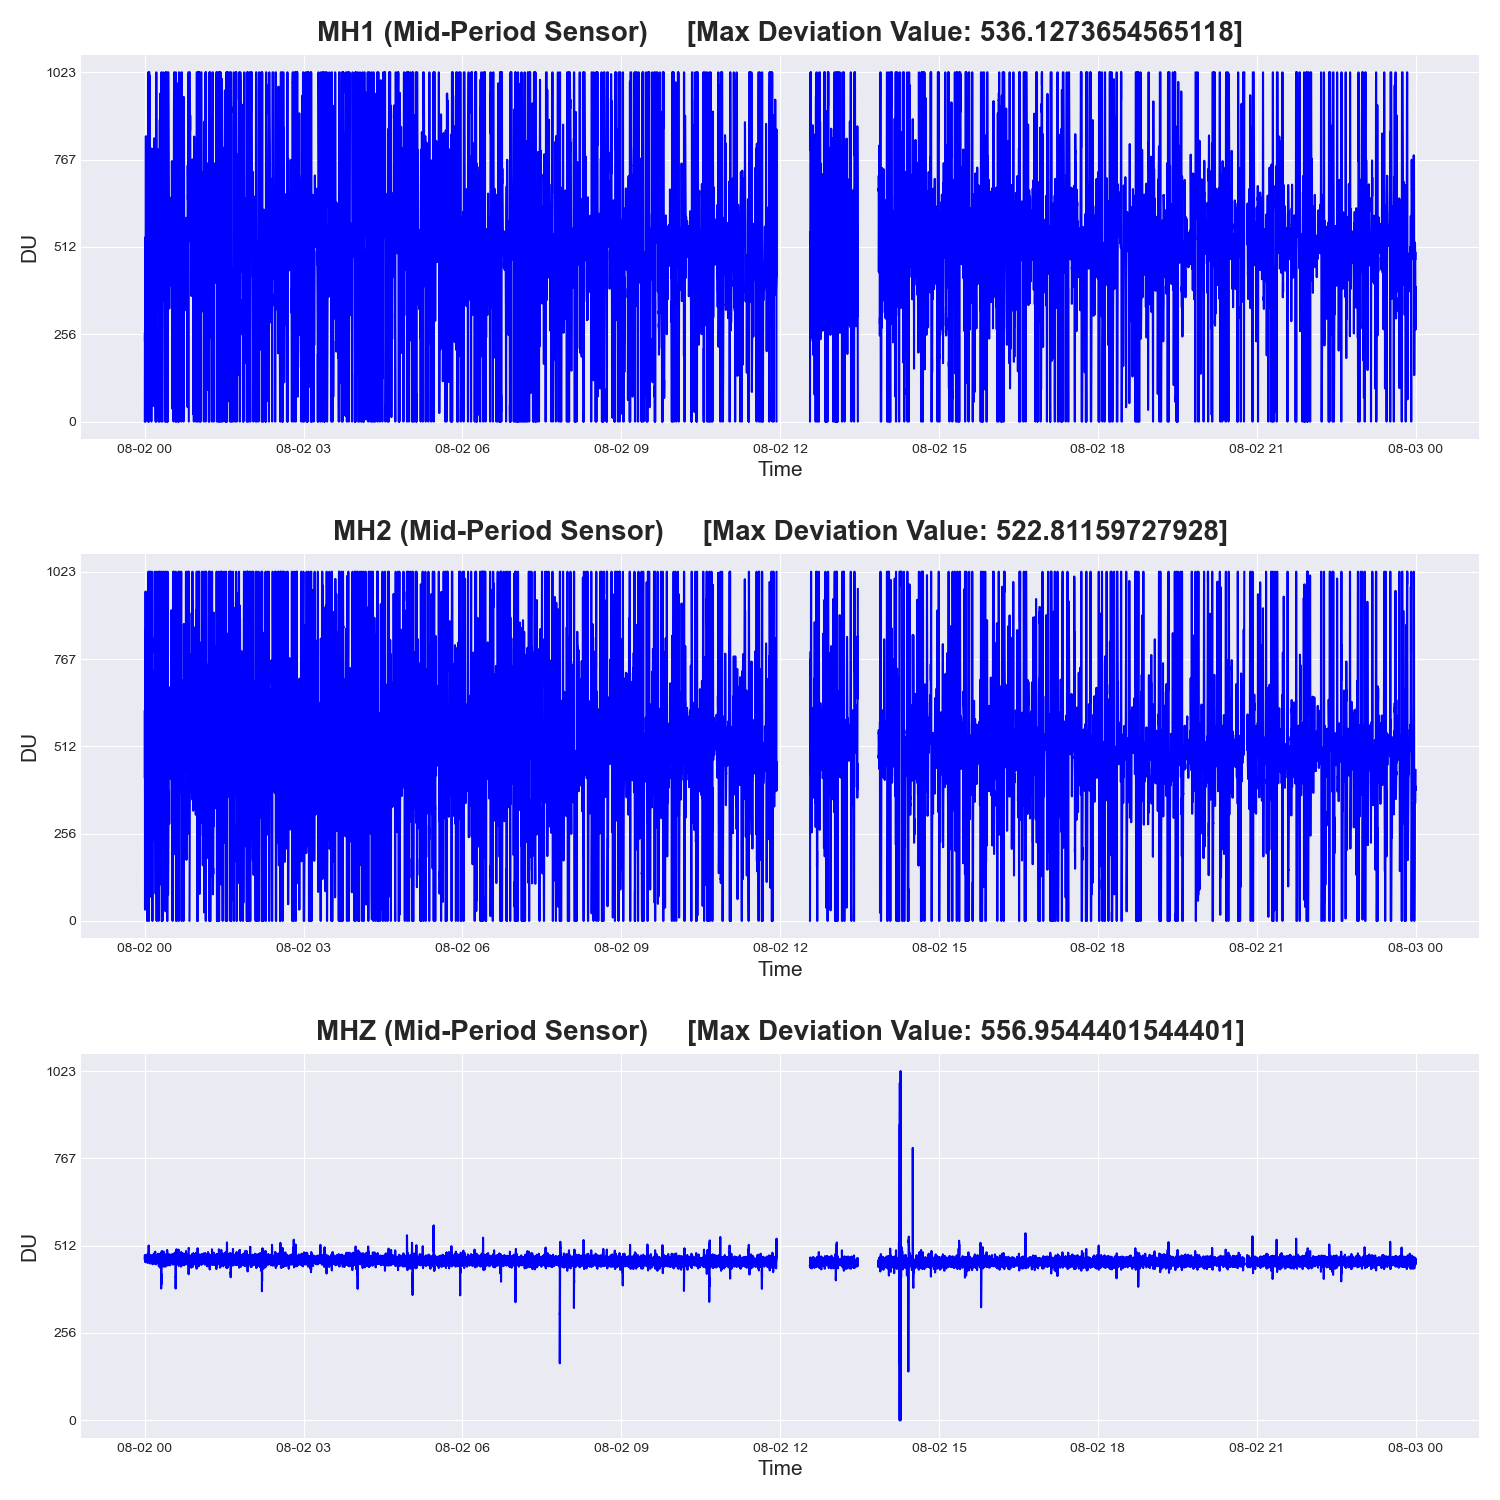 MH1 (Mid-Period Sensor) [Max Deviation Value: 536.1273654565118]
1023
767
512
256
0
DU
08-02 00 08-02 03 08-02 06 08-02 09 08-02 12 08-02 15 08-02 18 08-02 21 08-03 00
Time
MH2 (Mid-Period Sensor) [Max Deviation Value: 522.81159727928]
1023
767
512
256
0
DU
08-02 00 08-02 03 08-02 06 08-02 09 08-02 12 08-02 15 08-02 18 08-02 21 08-03 00
Time
MHZ (Mid-Period Sensor) [Max Deviation Value: 556.9544401544401]
1023
767
512
256
0
DU
08-02 00 08-02 03 08-02 06 08-02 09 08-02 12 08-02 15 08-02 18 08-02 21 08-03 00
Time